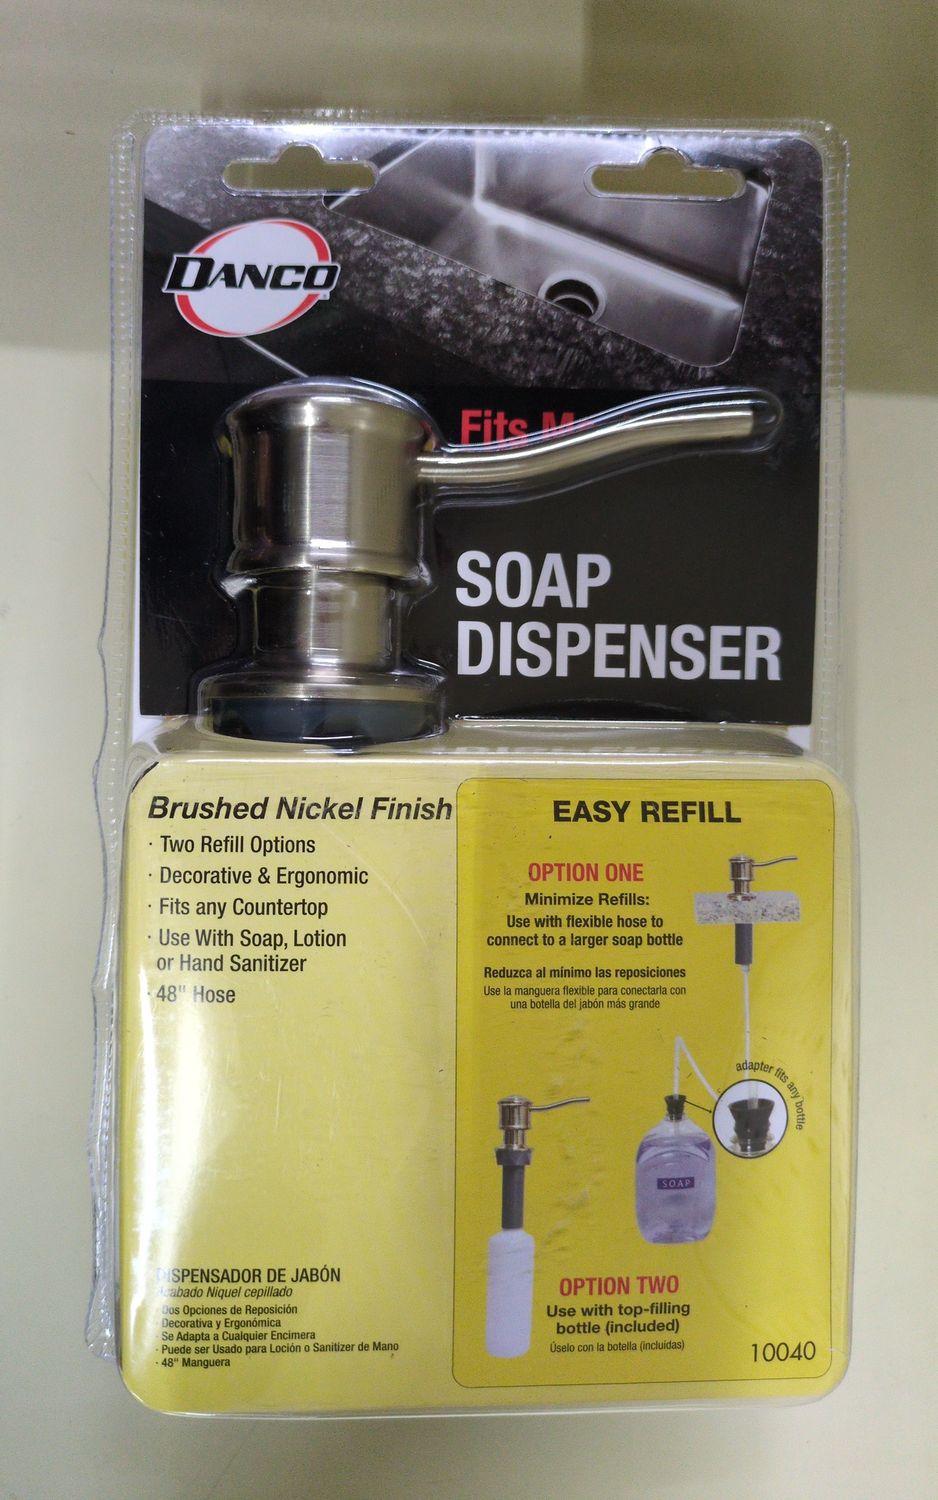 DANCO
Fits
SOAP
DISPENSER
Brushed Nickel Finish
· Two Refill Options
· Decorative & Ergonomic
· Fits any Countertop
· Use With Soap, Lotion
or Hand Sanitizer
· 48" Hose
DISPENSADOR DE JABÓN
Acabado Niquel cepillado
· Dos Opciones de Reposición
· Decorativa y Ergonómica
· Se Adapta a Cualquier Encimera
· Puede ser Usado para Loción o Sanitizer de Mano
· 48" Manguera
EASY REFILL
OPTION ONE
Minimize Refills:
Use with flexible hose to
connect to a larger soap bottle
Reduzca al mínimo las reposiciones
Use la manguera flexible para conectarla con
una botella del jabón más grande
adapter fits any bottle
SOAP
OPTION TWO
Use with top-filling
bottle (included)
Úselo con la botella (incluidas)
10040